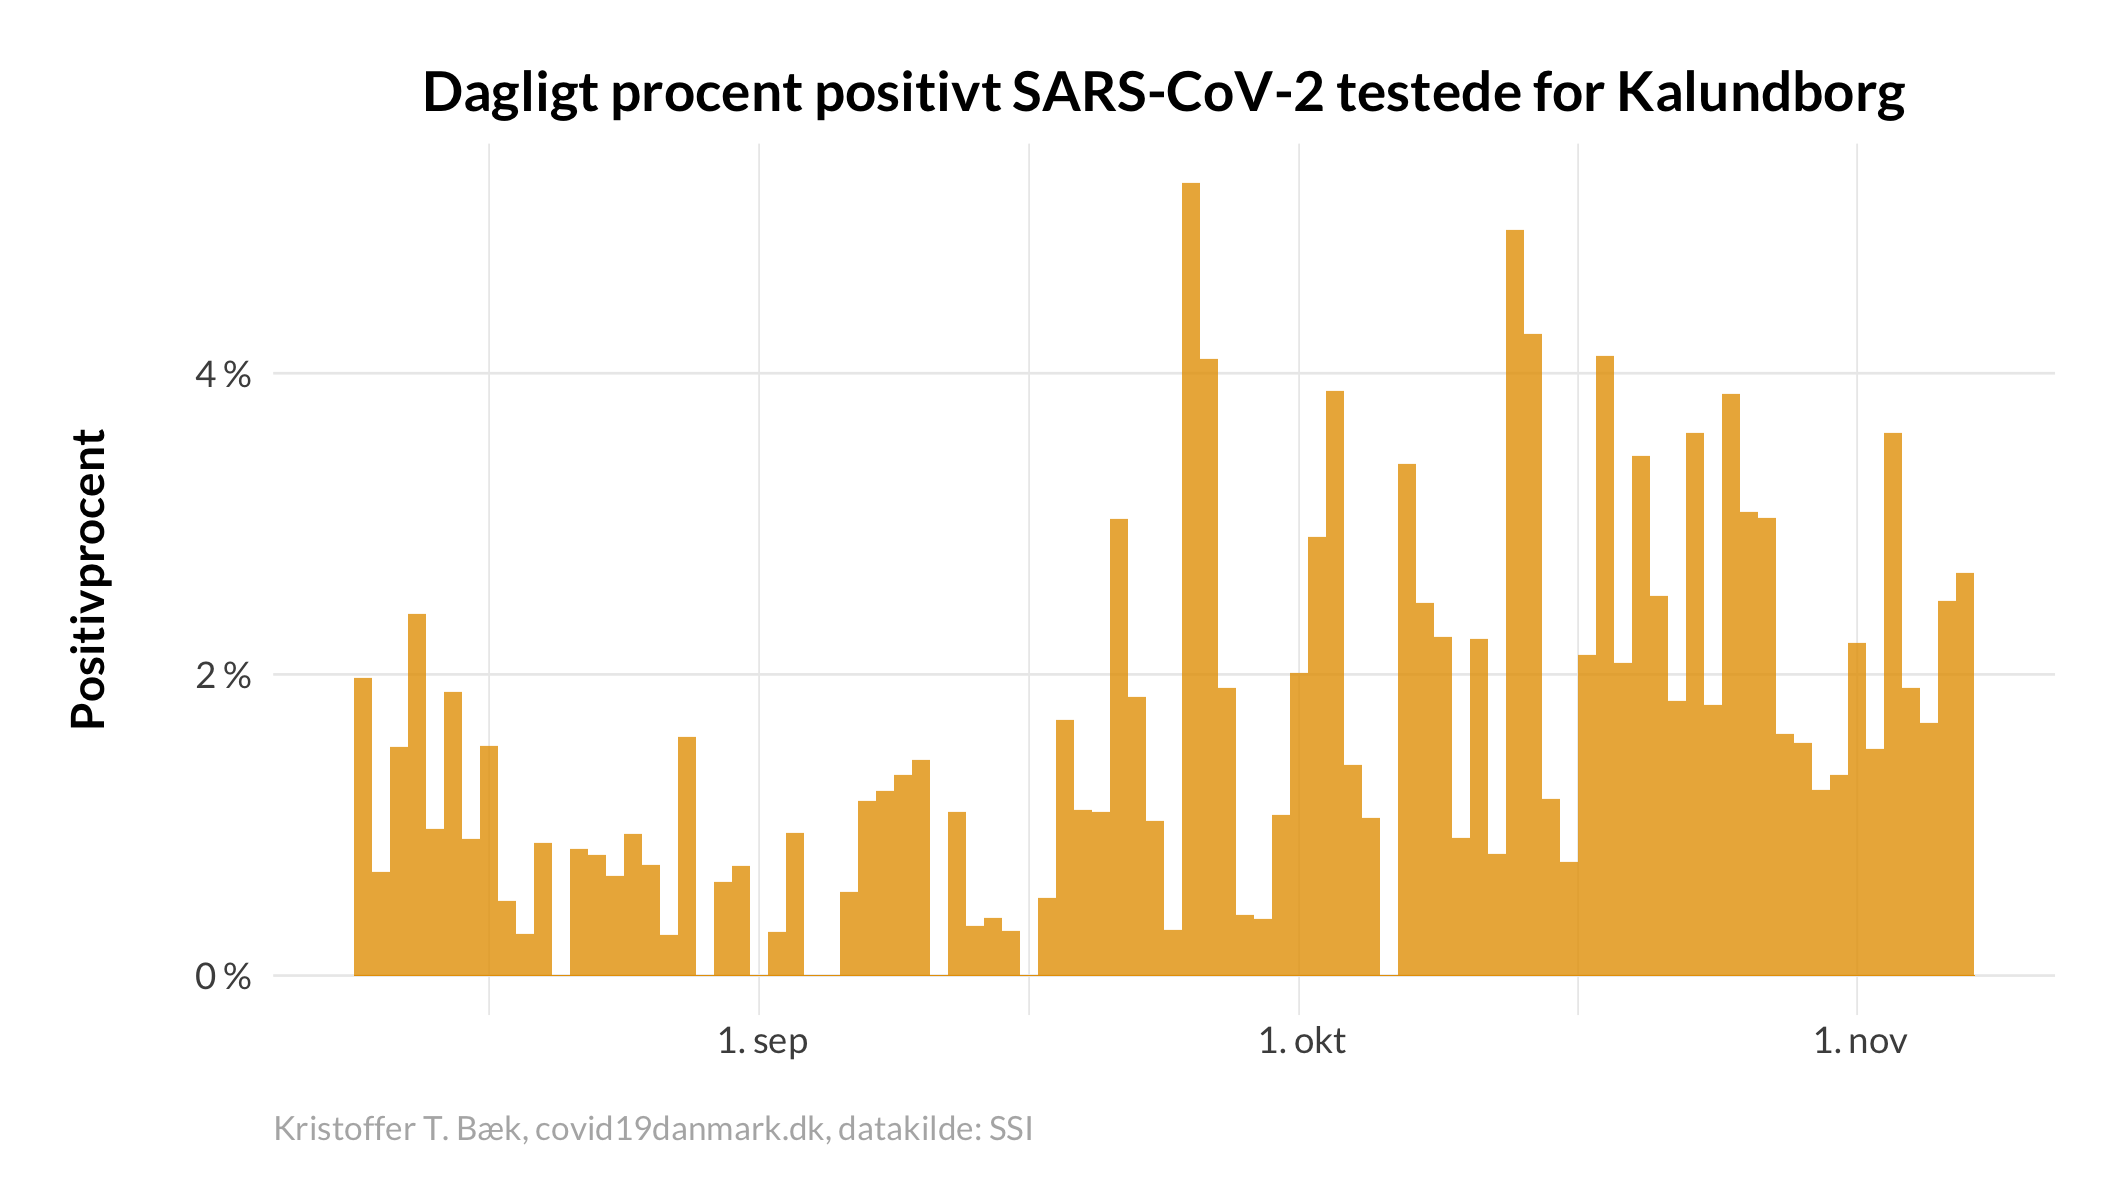 Dagligt procent positivt SARS-CoV-2 testede for Kalundborg
Positivprocent
4 %
2 %
0 %
1. sep
1. okt
1. nov
Kristoffer T. Bæk, covid19danmark.dk, datakilde: SSI